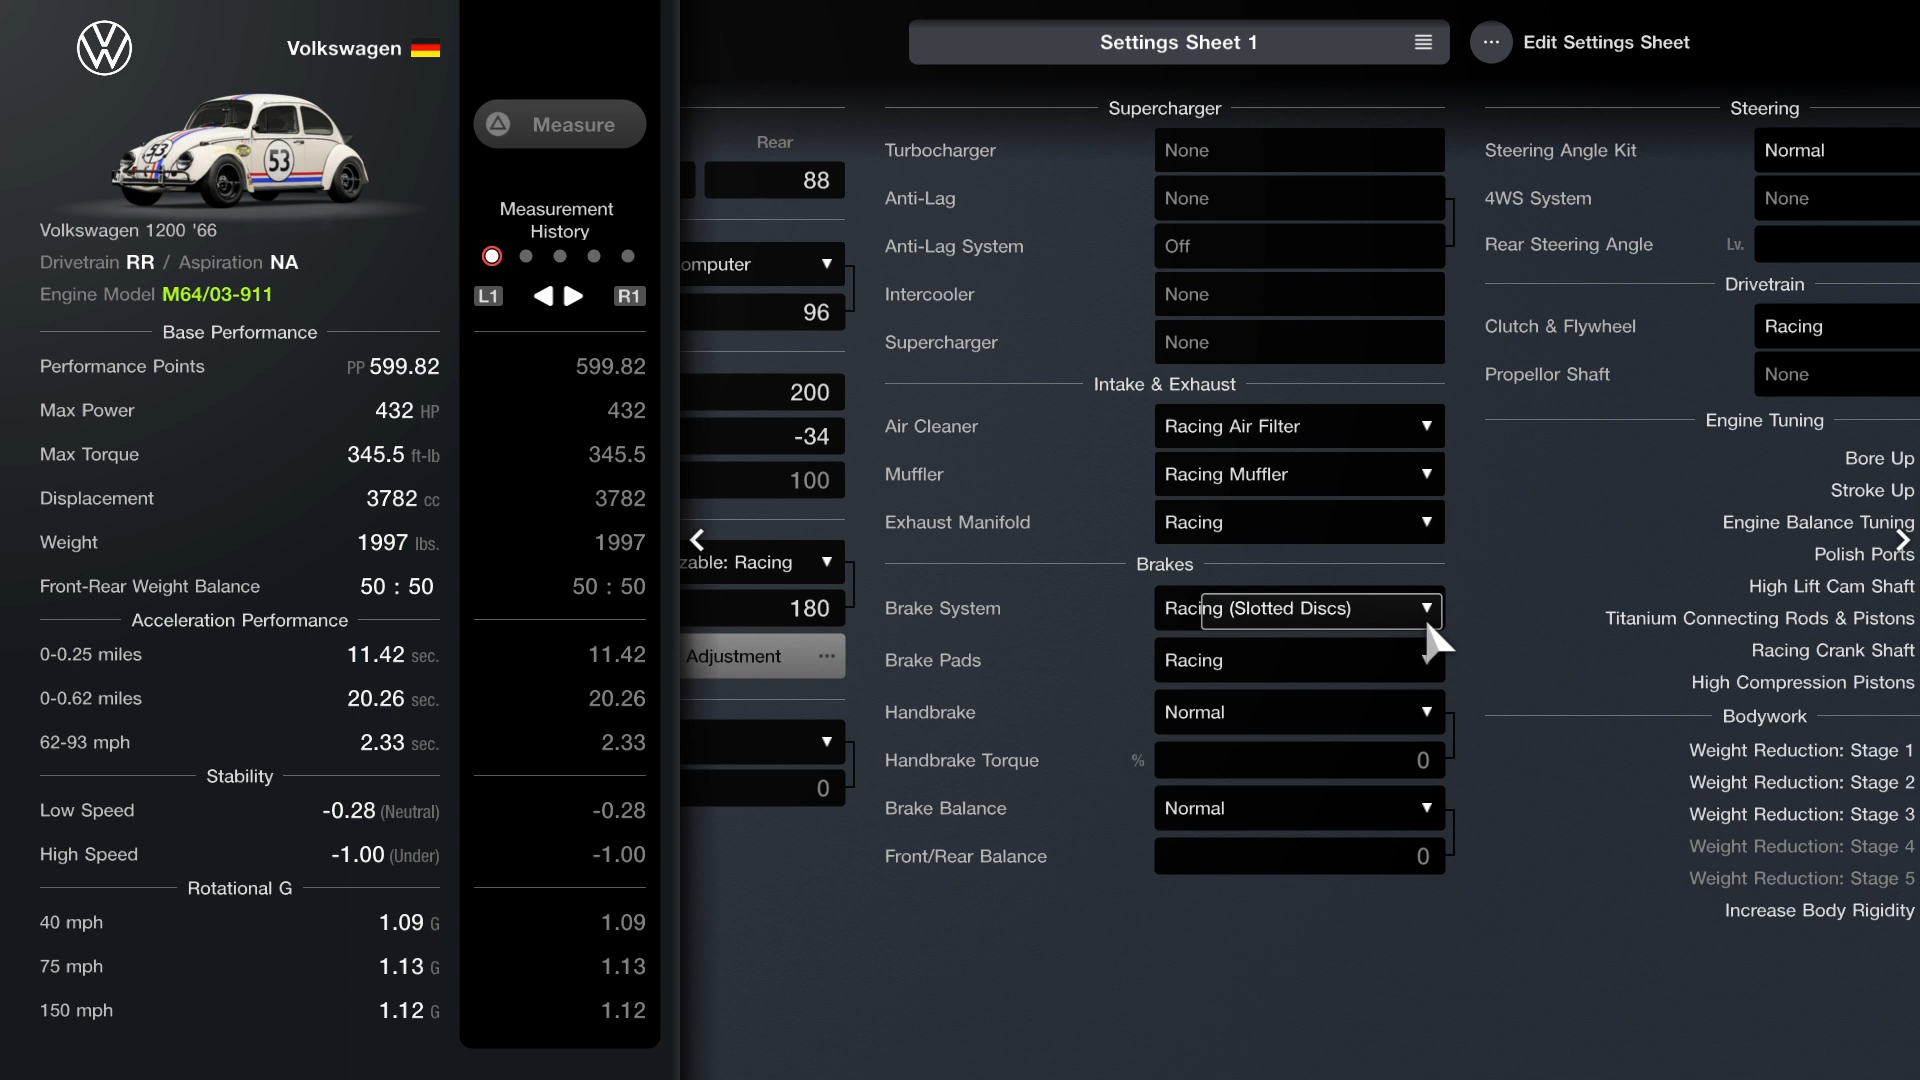 Volkswagen
53
53
Volkswagen 1200 '66
Drivetrain RR / Aspiration NA
Engine Model M64/03-911
Base Performance
Performance Points PP 599.82
Max Power 432 HP
Max Torque 345.5 ft-lb
Displacement 3782 cc
Weight 1997 lbs.
Front-Rear Weight Balance 50 : 50
Acceleration Performance
0-0.25 miles 11.42 sec.
0-0.62 miles 20.26 sec.
62-93 mph 2.33 sec.
Stability
Low Speed -0.28 (Neutral)
High Speed -1.00 (Under)
Rotational G
40 mph 1.09 G
75 mph 1.13 G
150 mph 1.12 G
Measure
Measurement
History
L1 R1
599.82
432
345.5
3782
1997
50 : 50
11.42
20.26
2.33
-0.28
-1.00
1.09
1.13
1.12
Settings Sheet 1
Edit Settings Sheet
Rear
88
omputer
96
200
-34
100
zable: Racing
180
Adjustment
0
Supercharger
Turbocharger None
Anti-Lag None
Anti-Lag System Off
Intercooler None
Supercharger None
Intake & Exhaust
Air Cleaner Racing Air Filter
Muffler Racing Muffler
Exhaust Manifold Racing
Brakes
Brake System Racing (Slotted Discs)
Brake Pads Racing
Handbrake Normal
Handbrake Torque % 0
Brake Balance Normal
Front/Rear Balance 0
Steering
Steering Angle Kit Normal
4WS System None
Rear Steering Angle Lv.
Drivetrain
Clutch & Flywheel Racing
Propellor Shaft None
Engine Tuning
Bore Up
Stroke Up
Engine Balance Tuning
Polish Ports
High Lift Cam Shaft
Titanium Connecting Rods & Pistons
Racing Crank Shaft
High Compression Pistons
Bodywork
Weight Reduction: Stage 1
Weight Reduction: Stage 2
Weight Reduction: Stage 3
Weight Reduction: Stage 4
Weight Reduction: Stage 5
Increase Body Rigidity